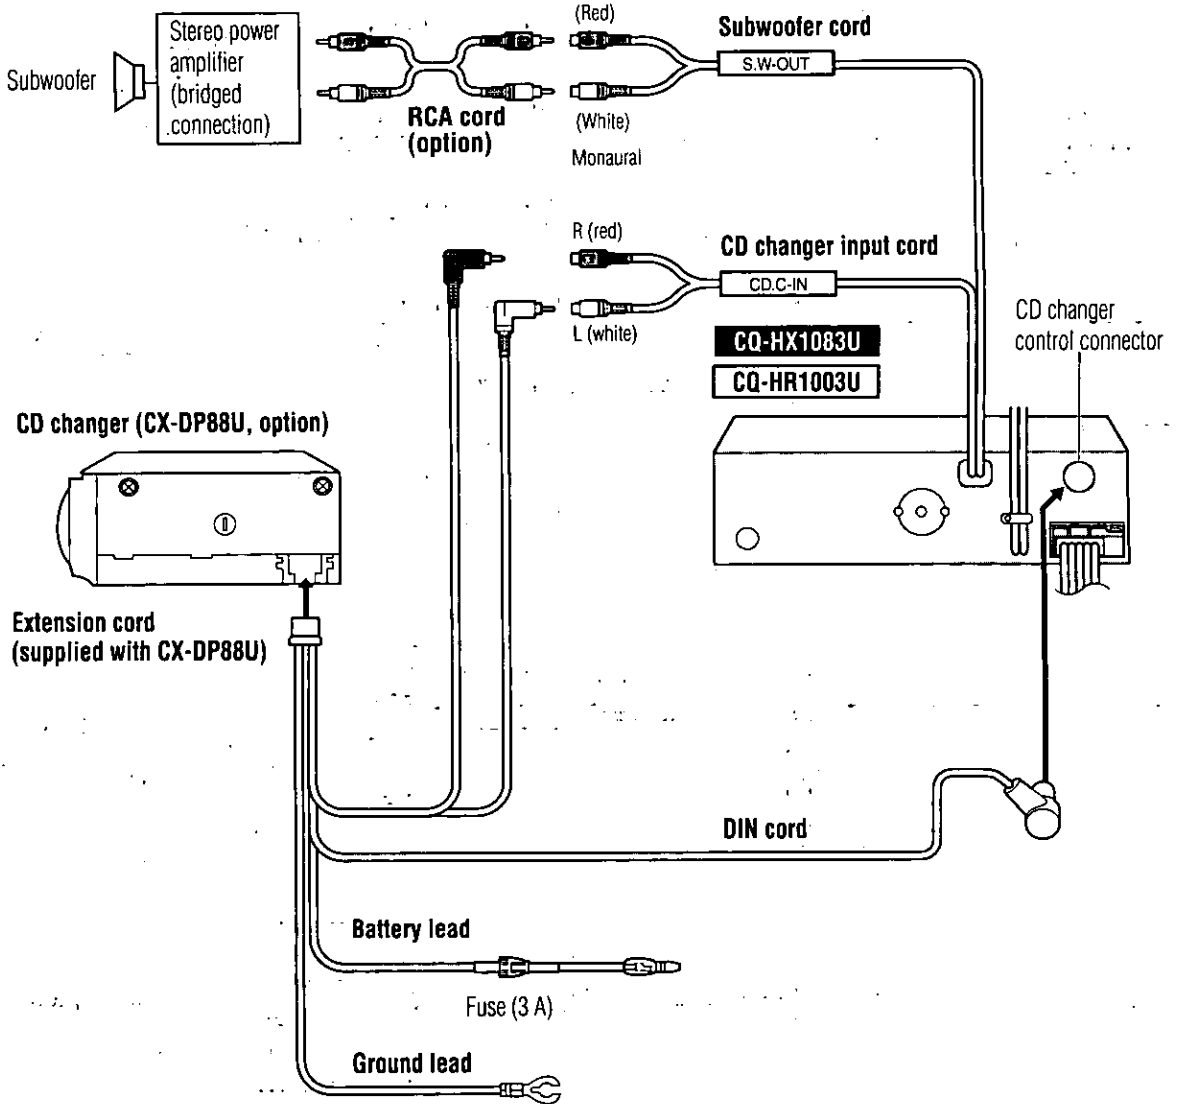 (Red)
Subwoofer cord
Stereo power
amplifier
(bridged
connection)
Subwoofer
S.W-OUT
RCA cord
(option)
(White)
Monaural
R (red)
CD changer input cord
CD.C-IN
L (white)
CD changer
control connector
CQ-HX1083U
CQ-HR1003U
CD changer (CX-DP88U, option)
Extension cord
(supplied with CX-DP88U)
DIN cord
Battery lead
Fuse (3 A)
Ground lead